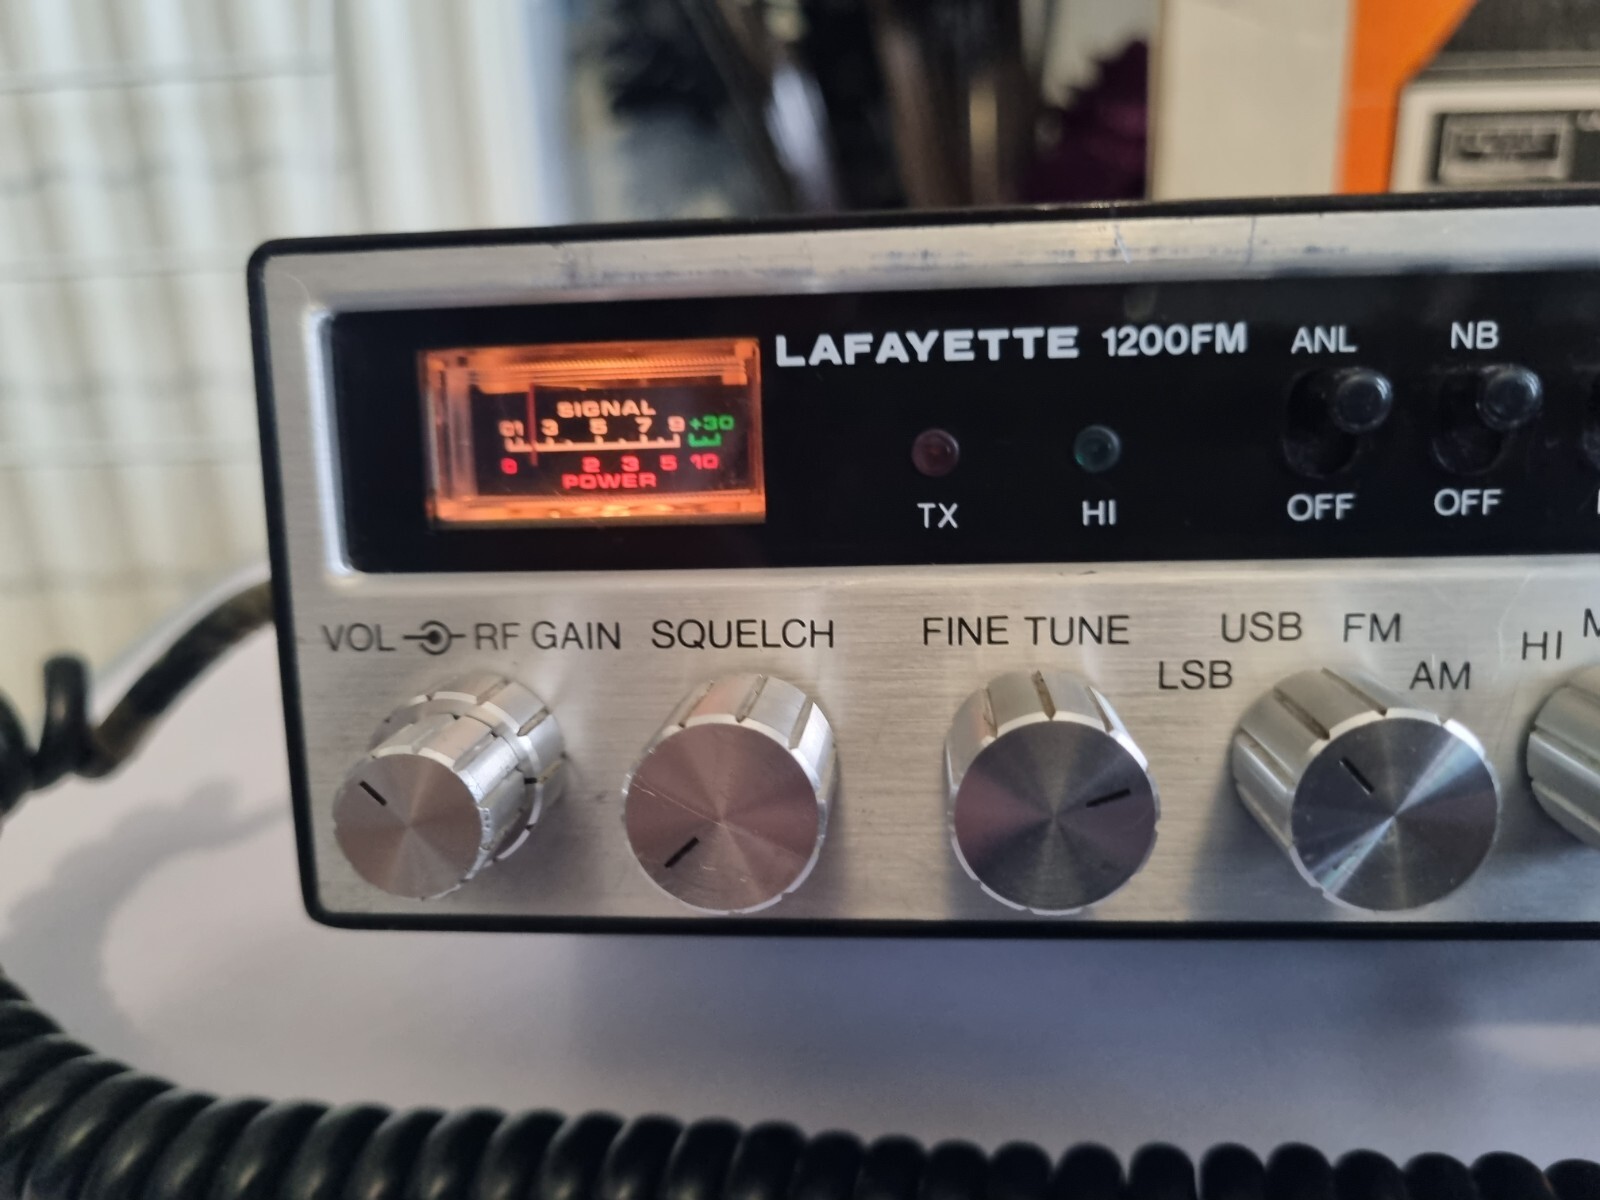 LAFAYETTE 1200FM
ANL
NB
SIGNAL
01 3 5 7 9 +30
0 2 3 5 10
POWER
TX
HI
OFF
OFF
VOL RF GAIN
SQUELCH
FINE TUNE
LSB
USB
FM
AM
HI